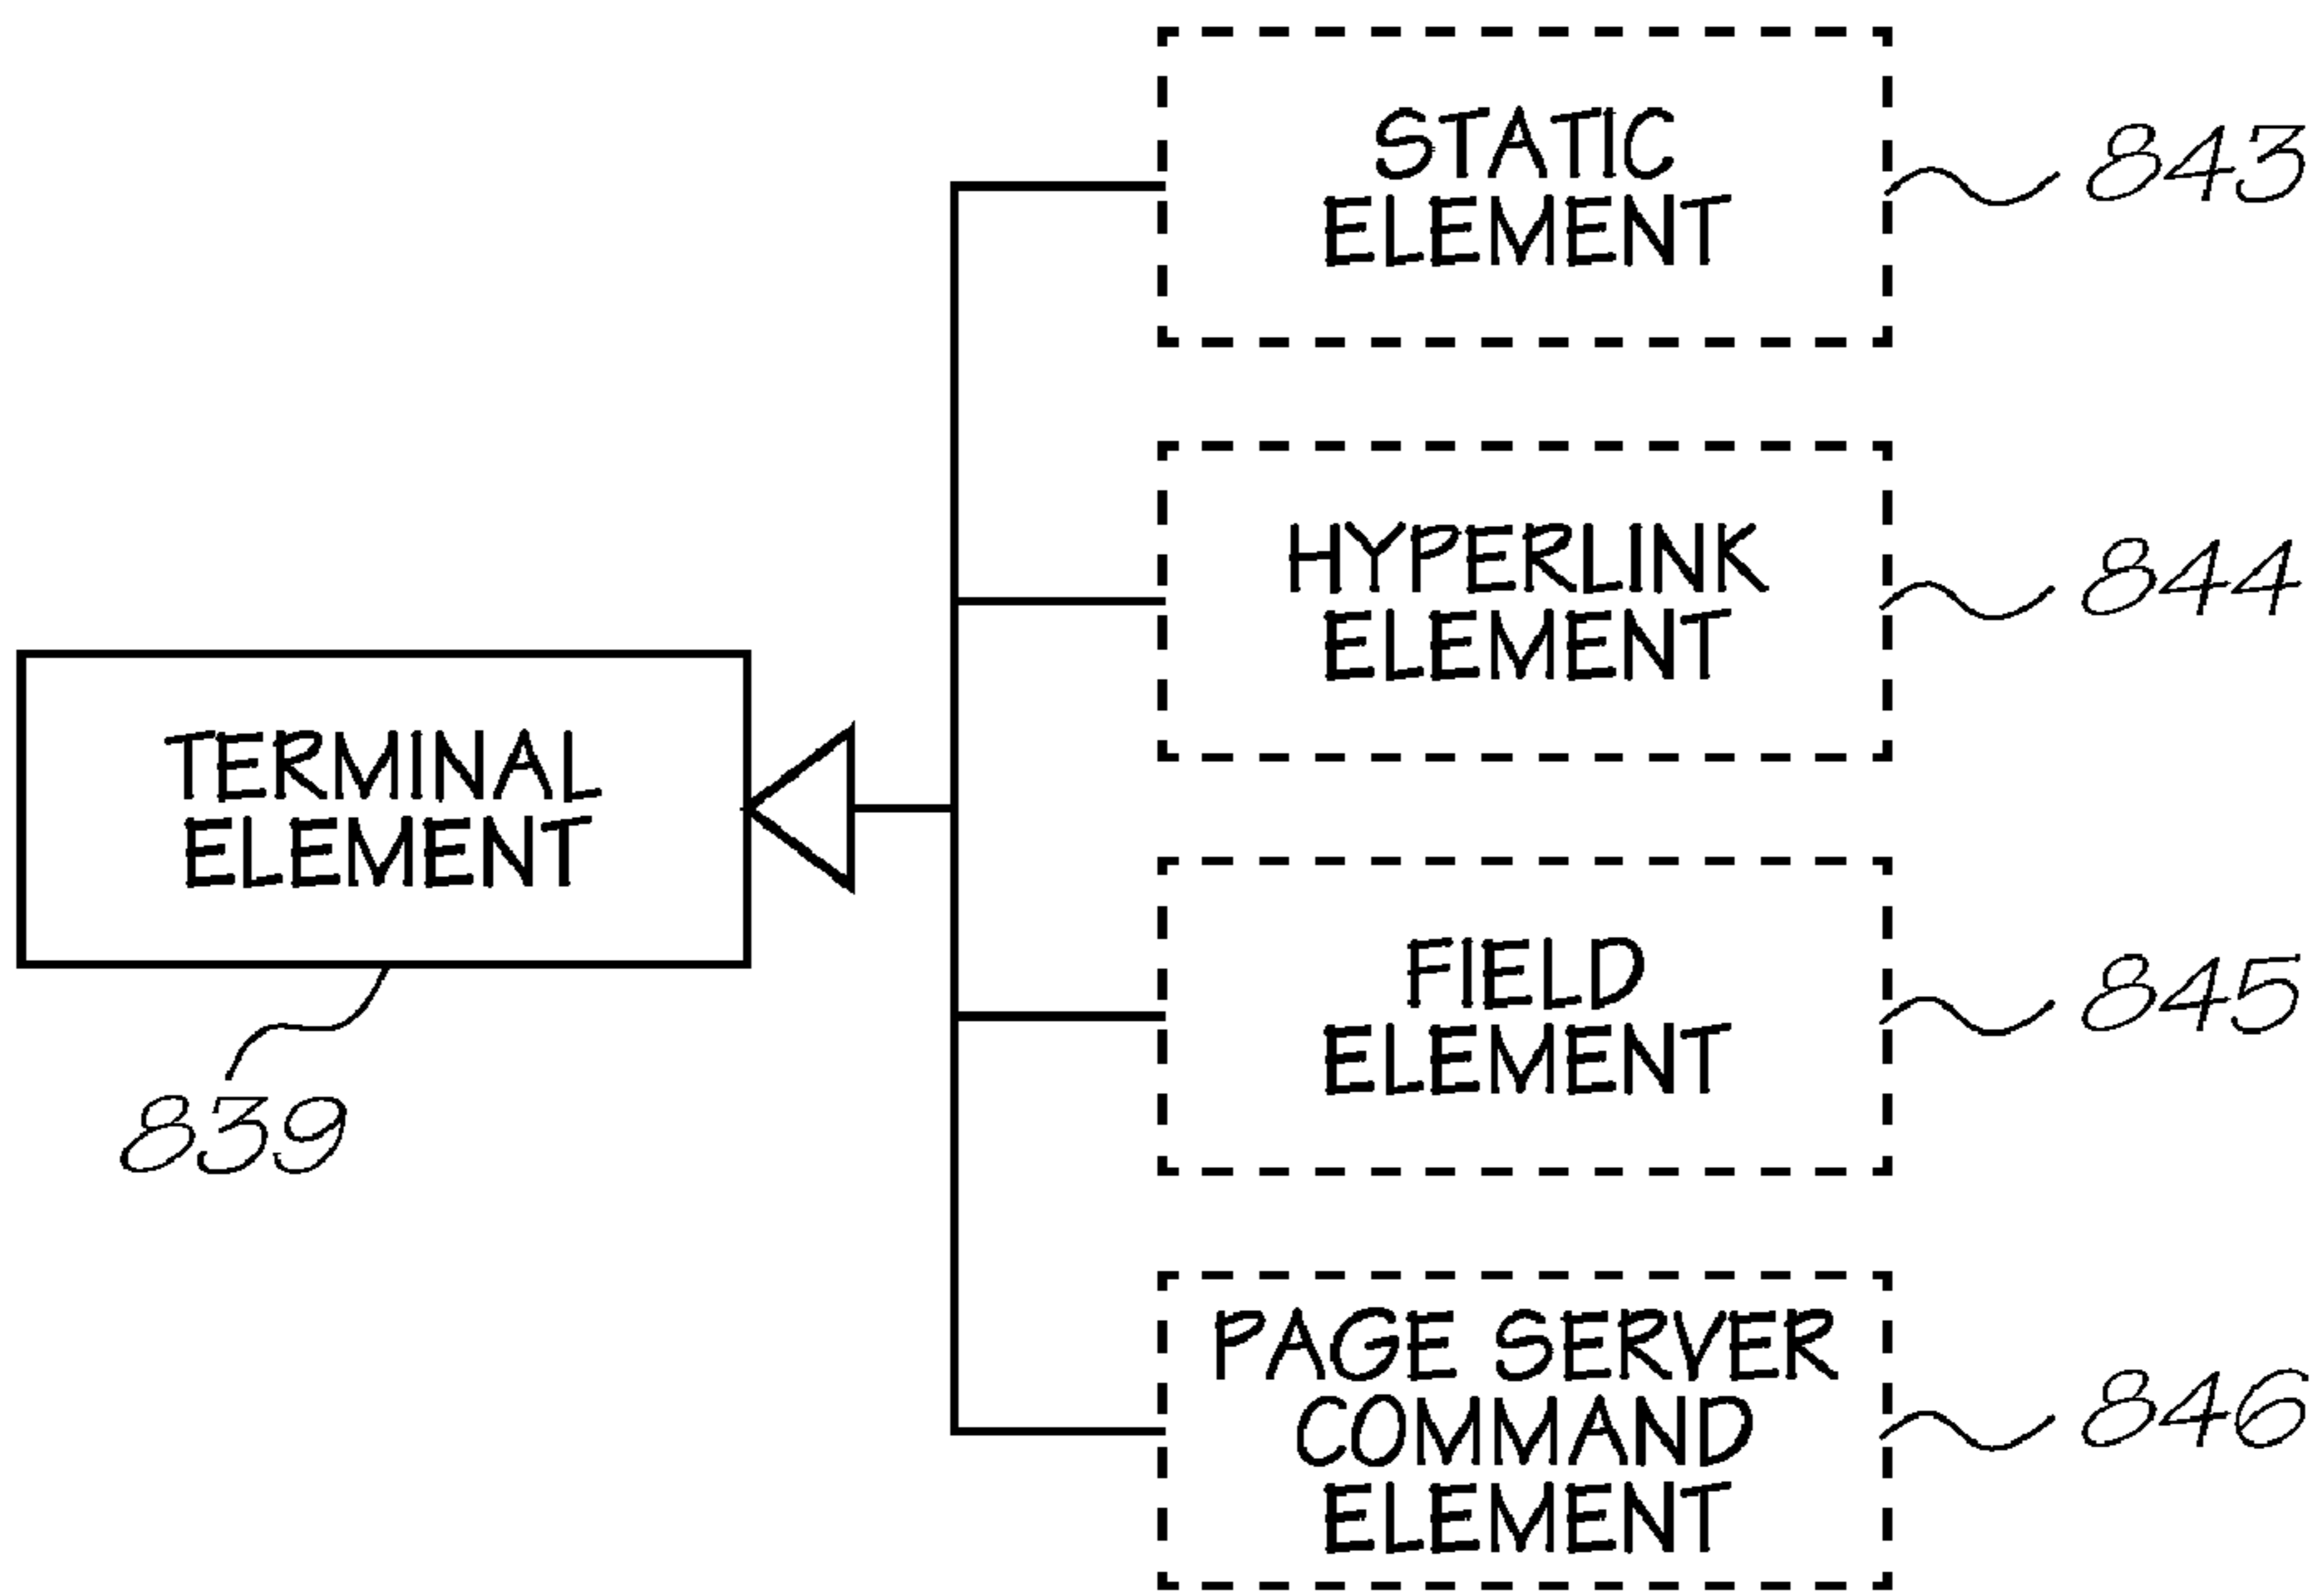 STATIC
ELEMENT
843
HYPERLINK
ELEMENT
844
TERMINAL
ELEMENT
839
FIELD
ELEMENT
845
PAGE SERVER
COMMAND
ELEMENT
846